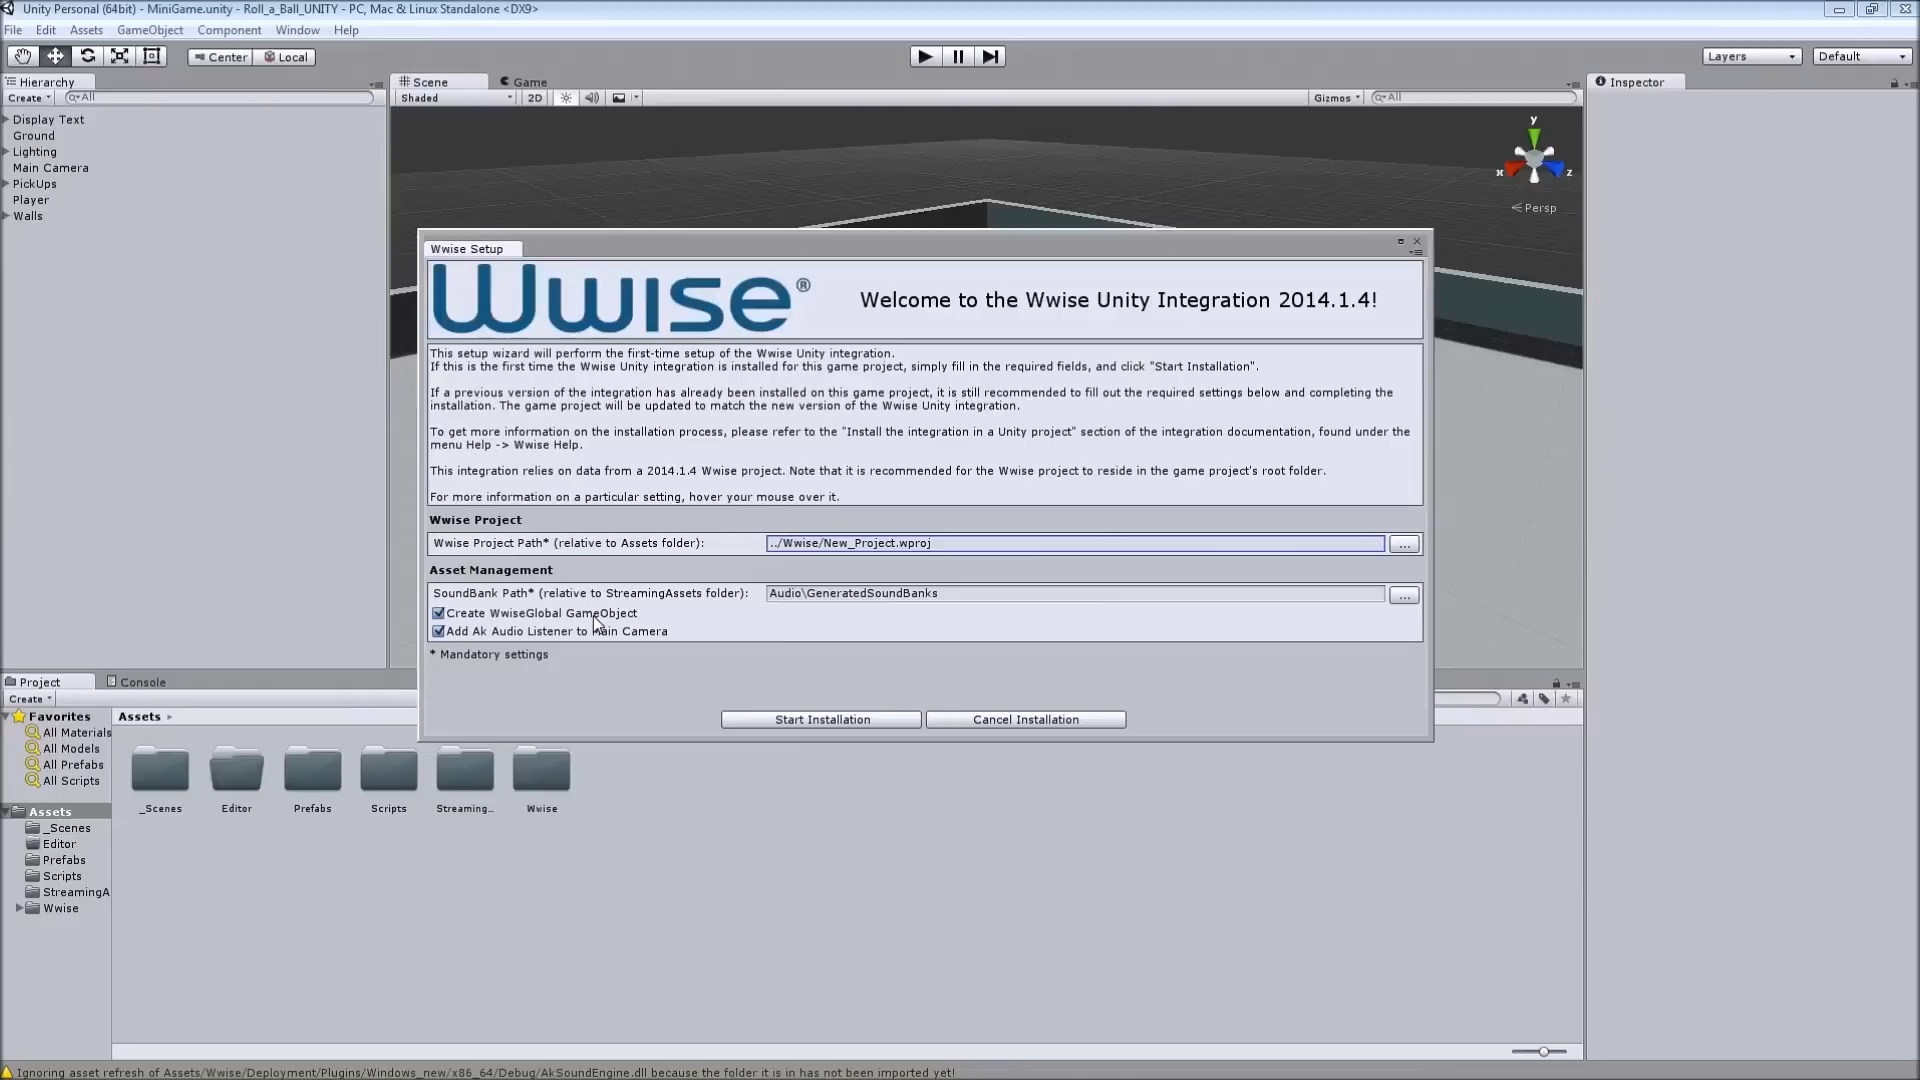 Unity Personal (64bit) - MiniGame.unity - Roll_a_Ball_UNITY - PC, Mac & Linux Standalone <DX9>
File Edit Assets GameObject Component Window Help
Center Local Layers Default
Hierarchy
Create All
Display Text
Ground
Lighting
Main Camera
PickUps
Player
Walls
Scene Game
Shaded 2D Gizmos All
y
x z
Persp
Inspector
Wwise Setup
Wwise®
Welcome to the Wwise Unity Integration 2014.1.4!
This setup wizard will perform the first-time setup of the Wwise Unity integration.
If this is the first time the Wwise Unity integration is installed for this game project, simply fill in the required fields, and click "Start Installation".
If a previous version of the integration has already been installed on this game project, it is still recommended to fill out the required settings below and completing the
installation. The game project will be updated to match the new version of the Wwise Unity integration.
To get more information on the installation process, please refer to the "Install the integration in a Unity project" section of the integration documentation, found under the
menu Help -> Wwise Help.
This integration relies on data from a 2014.1.4 Wwise project. Note that it is recommended for the Wwise project to reside in the game project's root folder.
For more information on a particular setting, hover your mouse over it.
Wwise Project
Wwise Project Path* (relative to Assets folder): ../Wwise/New_Project.wproj ...
Asset Management
SoundBank Path* (relative to StreamingAssets folder): Audio\GeneratedSoundBanks ...
Create WwiseGlobal GameObject
Add Ak Audio Listener to Main Camera
* Mandatory settings
Start Installation Cancel Installation
Project Console
Create
Favorites
All Materials
All Models
All Prefabs
All Scripts
Assets
_Scenes
Editor
Prefabs
Scripts
StreamingA
Wwise
Assets
_Scenes Editor Prefabs Scripts Streaming... Wwise
Ignoring asset refresh of Assets/Wwise/Deployment/Plugins/Windows_new/x86_64/Debug/AkSoundEngine.dll because the folder it is in has not been imported yet!